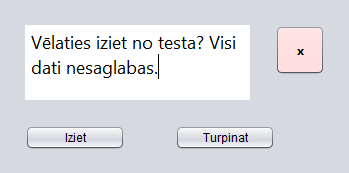 Vēlaties iziet no testa? Visi
dati nesaglabas.
x
Iziet
Turpinat